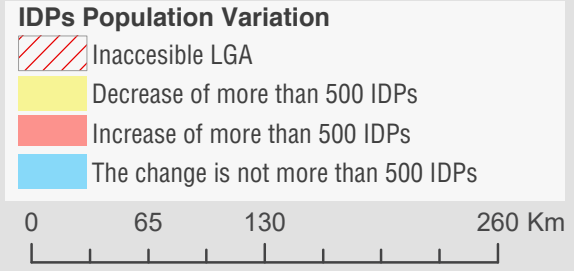 IDPs Population Variation
Inaccesible LGA
Decrease of more than 500 IDPs
Increase of more than 500 IDPs
The change is not more than 500 IDPs
0 65 130 260 Km